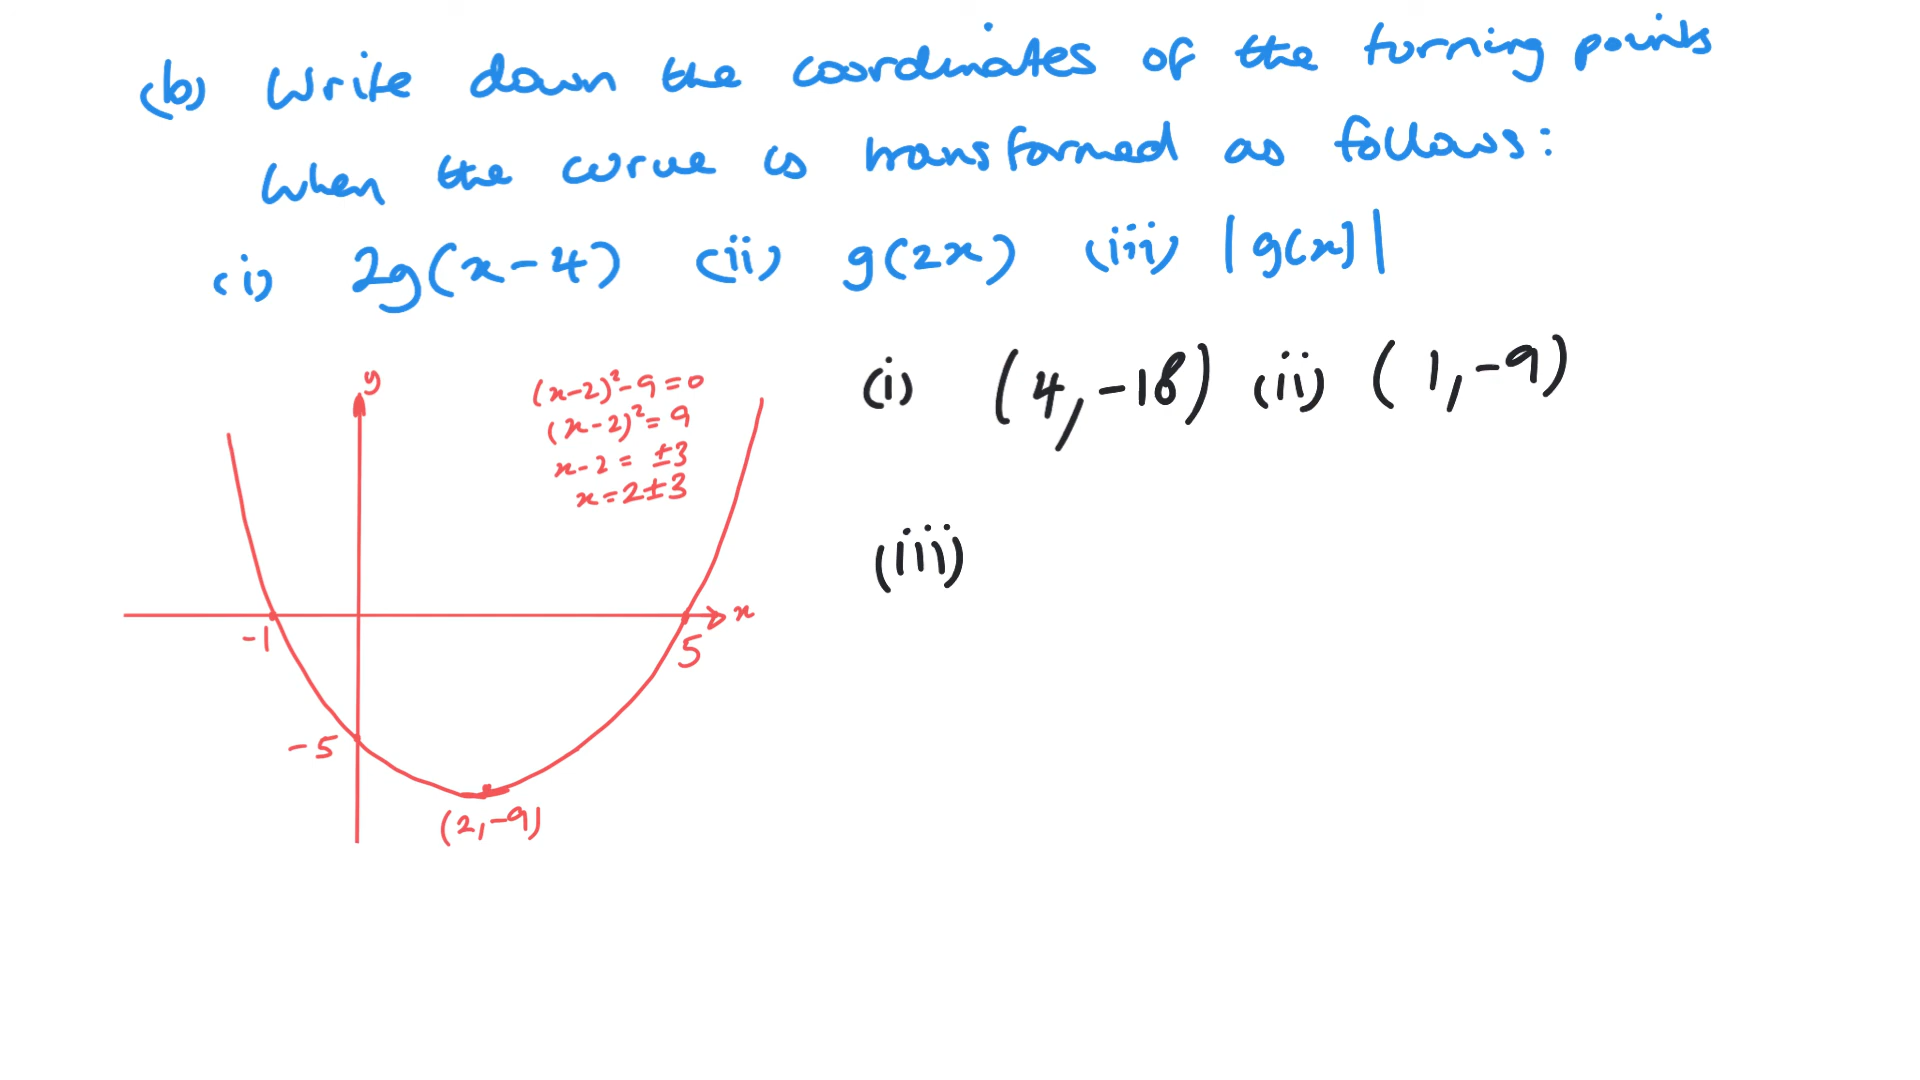 (b) Write down the coordinates of the turning points
when the curve is transformed as follows:
(i) 2g(x-4) (ii) g(2x) (iii) |g(x)|
(i) (4,-18) (ii) (1,-9)
y
(x-2)²-9=0
(x-2)²=9
x-2= ±3
x=2±3
(iii)
x
-1
5
-5
(2,-9)